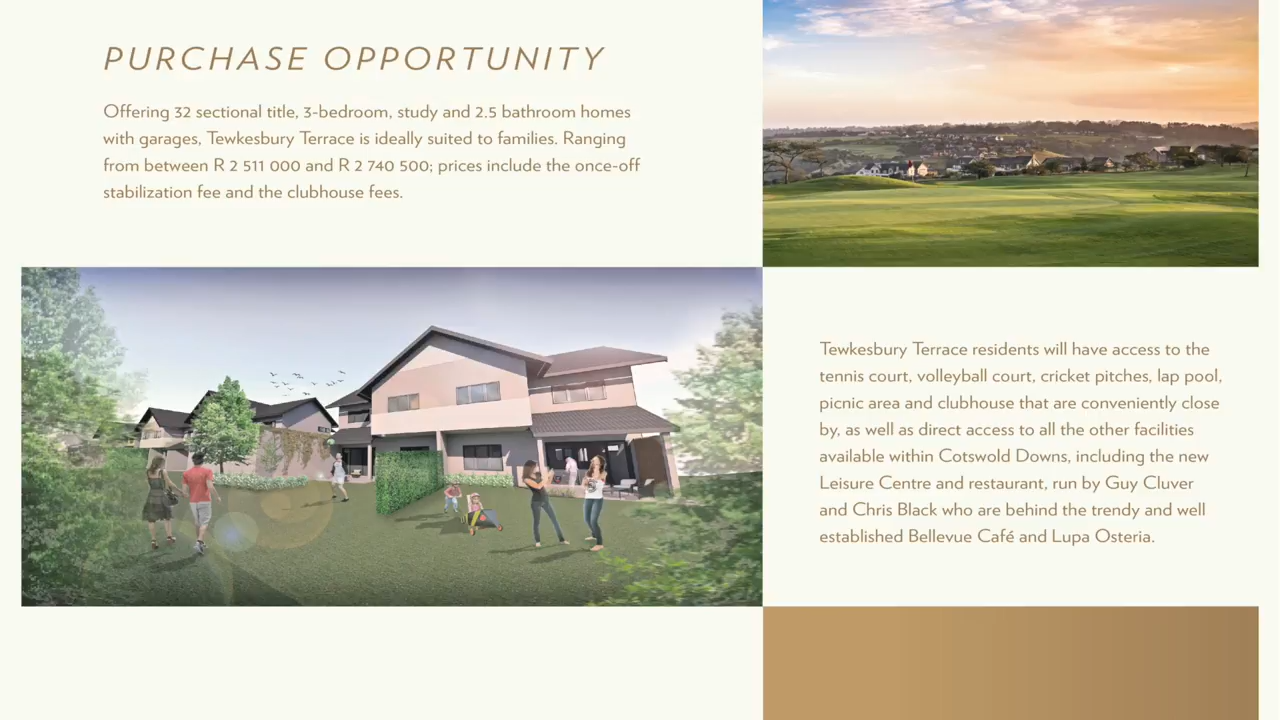 PURCHASE OPPORTUNITY
Offering 32 sectional title, 3-bedroom, study and 2.5 bathroom homes
with garages, Tewkesbury Terrace is ideally suited to families. Ranging
from between R 2 511 000 and R 2 740 500; prices include the once-off
stabilization fee and the clubhouse fees.
Tewkesbury Terrace residents will have access to the
tennis court, volleyball court, cricket pitches, lap pool,
picnic area and clubhouse that are conveniently close
by, as well as direct access to all the other facilities
available within Cotswold Downs, including the new
Leisure Centre and restaurant, run by Guy Cluver
and Chris Black who are behind the trendy and well
established Bellevue Café and Lupa Osteria.